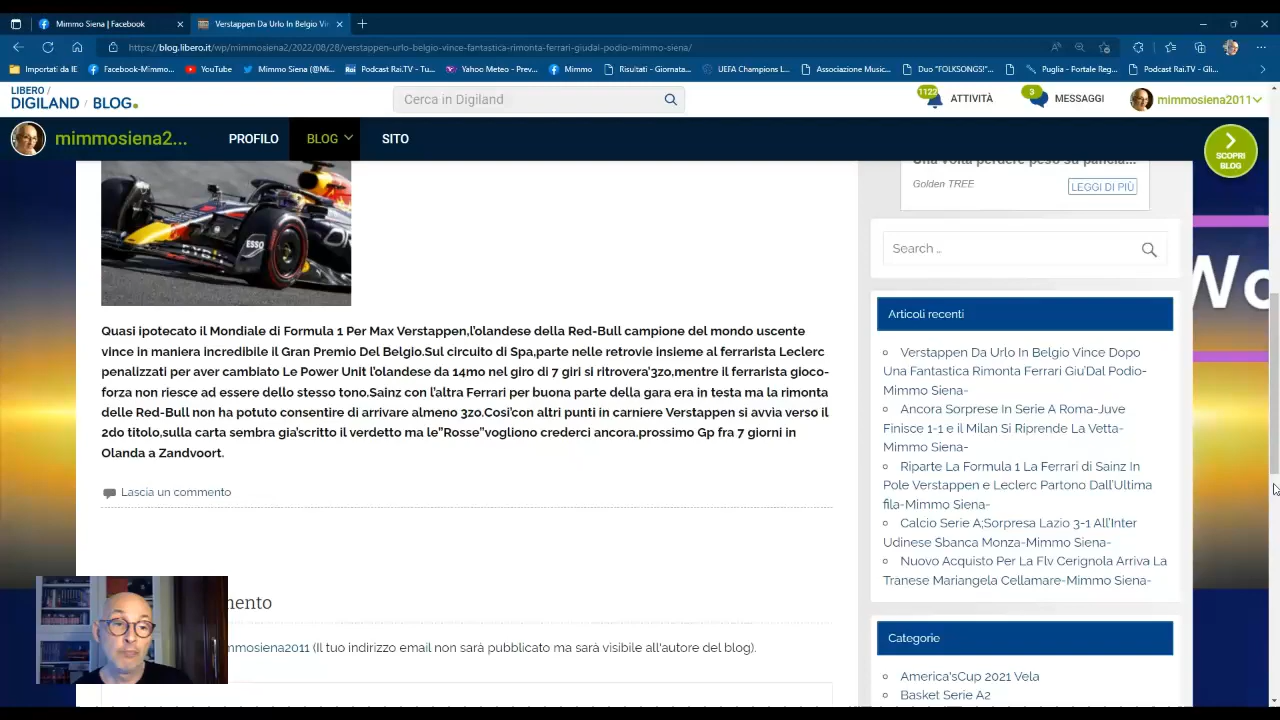 Mimmo Siena | Facebook
Verstappen Da Urlo In Belgio Vi
https://blog.libero.it/wp/mimmosiena2/2022/08/28/verstappen-urlo-belgio-vince-fantastica-rimonta-ferrari-giudal-podio-mimmo-siena/
Importati da IE
Facebook-Mimmo...
YouTube
Mimmo Siena (@Mi...
Podcast Rai.TV - Tu...
Yahoo Meteo - Prev...
Mimmo
Risultati - Giornata...
UEFA Champions L...
Associazione Music...
Duo "FOLKSONGS!"...
Puglia - Portale Reg...
Podcast Rai.TV - Gli...
LIBERO /
DIGILAND / BLOG.
Cerca in Digiland
1122
ATTIVITÀ
3
MESSAGGI
mimmosiena2011
mimmosiena2...
PROFILO
BLOG
SITO
SCOPRI
BLOG
Una volta perdere peso su pancia...
Golden TREE
LEGGI DI PIÙ
Search ...
ESSO
Quasi ipotecato il Mondiale di Formula 1 Per Max Verstappen,l'olandese della Red-Bull campione del mondo uscente
vince in maniera incredibile il Gran Premio Del Belgio.Sul circuito di Spa,parte nelle retrovie insieme al ferrarista Leclerc
penalizzati per aver cambiato Le Power Unit l'olandese da 14mo nel giro di 7 giri si ritrovera'3zo,mentre il ferrarista gioco-
forza non riesce ad essere dello stesso tono.Sainz con l'altra Ferrari per buona parte della gara era in testa ma la rimonta
delle Red-Bull non ha potuto consentire di arrivare almeno 3zo.Cosi'con altri punti in carniere Verstappen si avvia verso il
2do titolo,sulla carta sembra gia'scritto il verdetto ma le"Rosse"vogliono crederci ancora.prossimo Gp fra 7 giorni in
Olanda a Zandvoort.
Lascia un commento
mento
mmosiena2011 (Il tuo indirizzo email non sarà pubblicato ma sarà visibile all'autore del blog).
Articoli recenti
Verstappen Da Urlo In Belgio Vince Dopo
Una Fantastica Rimonta Ferrari Giu'Dal Podio-
Mimmo Siena-
Ancora Sorprese In Serie A Roma-Juve
Finisce 1-1 e il Milan Si Riprende La Vetta-
Mimmo Siena-
Riparte La Formula 1 La Ferrari di Sainz In
Pole Verstappen e Leclerc Partono Dall'Ultima
fila-Mimmo Siena-
Calcio Serie A;Sorpresa Lazio 3-1 All'Inter
Udinese Sbanca Monza-Mimmo Siena-
Nuovo Acquisto Per La Flv Cerignola Arriva La
Tranese Mariangela Cellamare-Mimmo Siena-
Categorie
America'sCup 2021 Vela
Basket Serie A2
Wo